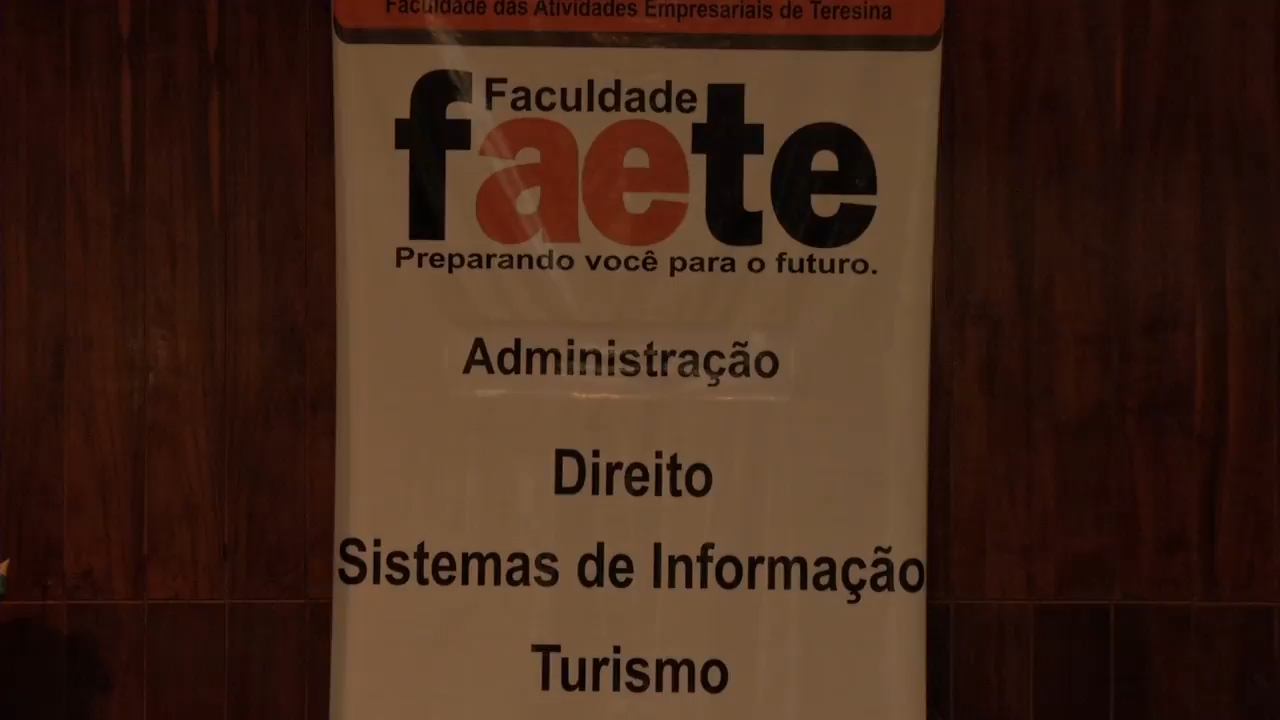 Faculdade das Atividades Empresariais de Teresina
Faculdade
faete
Preparando você para o futuro.
Administração
Direito
Sistemas de Informação
Turismo